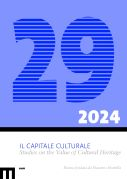 29
2024
IL CAPITALE CULTURALE
Studies on the Value of Cultural Heritage